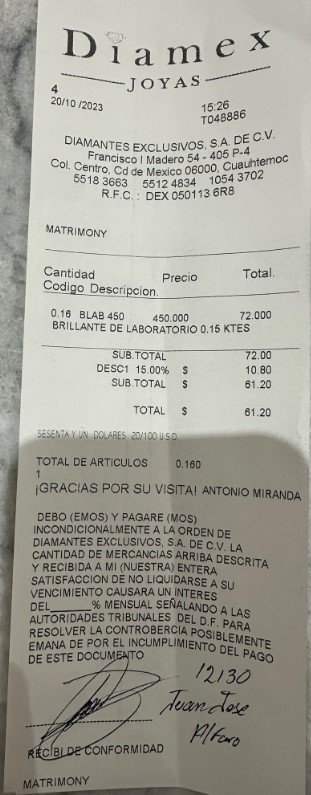 Diamex
JOYAS
4
20/10 /2023 15:26
T048886
DIAMANTES EXCLUSIVOS, S.A. DE C.V.
Francisco I Madero 54 - 405 P-4
Col. Centro, Cd de Mexico 06000, Cuauhtemoc
5518 3663 5512 4834 1054 3702
R.F.C. : DEX 050113 6R8
MATRIMONY
Cantidad Precio Total.
Codigo Descripcion.
0.16 BLAB 450 450.000 72.000
BRILLANTE DE LABORATORIO 0.15 KTES
SUB.TOTAL 72.00
DESC1 15.00% $ 10.80
SUB.TOTAL $ 61.20
TOTAL $ 61.20
SESENTA Y UN DOLARES 20/100 U.S.D.
TOTAL DE ARTICULOS 0.160
1
¡GRACIAS POR SU VISITA! ANTONIO MIRANDA
DEBO (EMOS) Y PAGARE (MOS)
INCONDICIONALMENTE A LA ORDEN DE
DIAMANTES EXCLUSIVOS, S.A. DE C.V. LA
CANTIDAD DE MERCANCIAS ARRIBA DESCRITA
Y RECIBIDA A MI (NUESTRA) ENTERA
SATISFACCION DE NO LIQUIDARSE A SU
VENCIMIENTO CAUSARA UN INTERES
DEL______% MENSUAL SEÑALANDO A LAS
AUTORIDADES TRIBUNALES DEL D.F. PARA
RESOLVER LA CONTROBERCIA POSIBLEMENTE
EMANA DE POR EL INCUMPLIMIENTO DEL PAGO
DE ESTE DOCUMENTO
12130
Juan Jose
Alfaro
RECIBI DE CONFORMIDAD
MATRIMONY